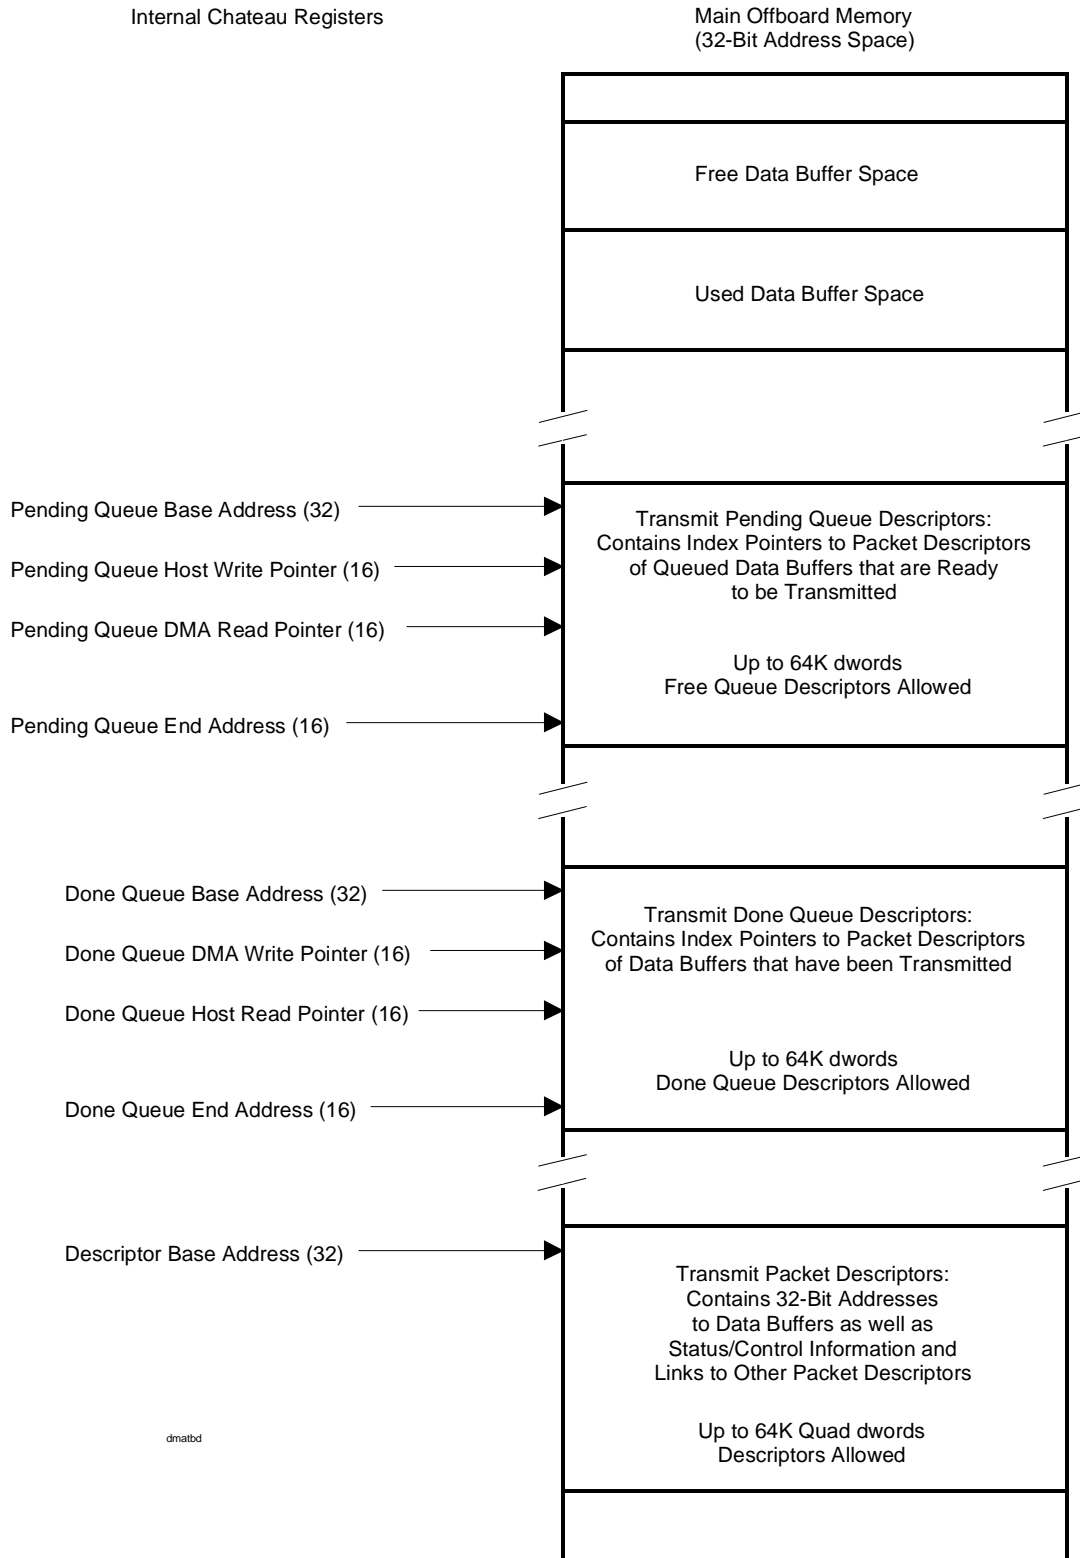 Internal Chateau Registers
Main Offboard Memory
(32-Bit Address Space)
Free Data Buffer Space
Used Data Buffer Space
Pending Queue Base Address (32)
Pending Queue Host Write Pointer (16)
Pending Queue DMA Read Pointer (16)
Pending Queue End Address (16)
Transmit Pending Queue Descriptors:
Contains Index Pointers to Packet Descriptors
of Queued Data Buffers that are Ready
to be Transmitted
Up to 64K dwords
Free Queue Descriptors Allowed
Done Queue Base Address (32)
Done Queue DMA Write Pointer (16)
Done Queue Host Read Pointer (16)
Done Queue End Address (16)
Transmit Done Queue Descriptors:
Contains Index Pointers to Packet Descriptors
of Data Buffers that have been Transmitted
Up to 64K dwords
Done Queue Descriptors Allowed
Descriptor Base Address (32)
Transmit Packet Descriptors:
Contains 32-Bit Addresses
to Data Buffers as well as
Status/Control Information and
Links to Other Packet Descriptors
Up to 64K Quad dwords
Descriptors Allowed
dmatbd